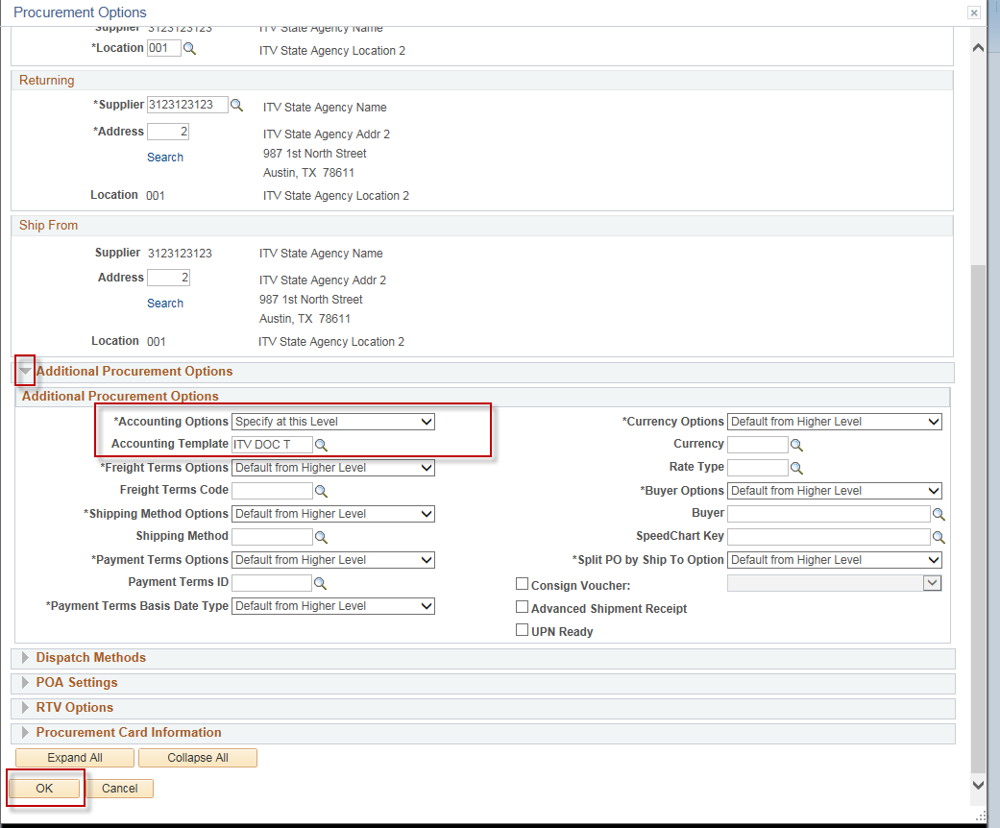 Procurement Options
Supplier 3123123123 ITV State Agency Name
*Location 001 ITV State Agency Location 2
Returning
*Supplier 3123123123 ITV State Agency Name
*Address 2 ITV State Agency Addr 2
Search 987 1st North Street
Austin, TX 78611
Location 001 ITV State Agency Location 2
Ship From
Supplier 3123123123 ITV State Agency Name
Address 2 ITV State Agency Addr 2
Search 987 1st North Street
Austin, TX 78611
Location 001 ITV State Agency Location 2
Additional Procurement Options
Additional Procurement Options
*Accounting Options Specify at this Level *Currency Options Default from Higher Level
Accounting Template ITV DOC T Currency
*Freight Terms Options Default from Higher Level Rate Type
Freight Terms Code *Buyer Options Default from Higher Level
*Shipping Method Options Default from Higher Level Buyer
Shipping Method SpeedChart Key
*Payment Terms Options Default from Higher Level *Split PO by Ship To Option Default from Higher Level
Payment Terms ID Consign Voucher:
*Payment Terms Basis Date Type Default from Higher Level Advanced Shipment Receipt
UPN Ready
Dispatch Methods
POA Settings
RTV Options
Procurement Card Information
Expand All Collapse All
OK Cancel